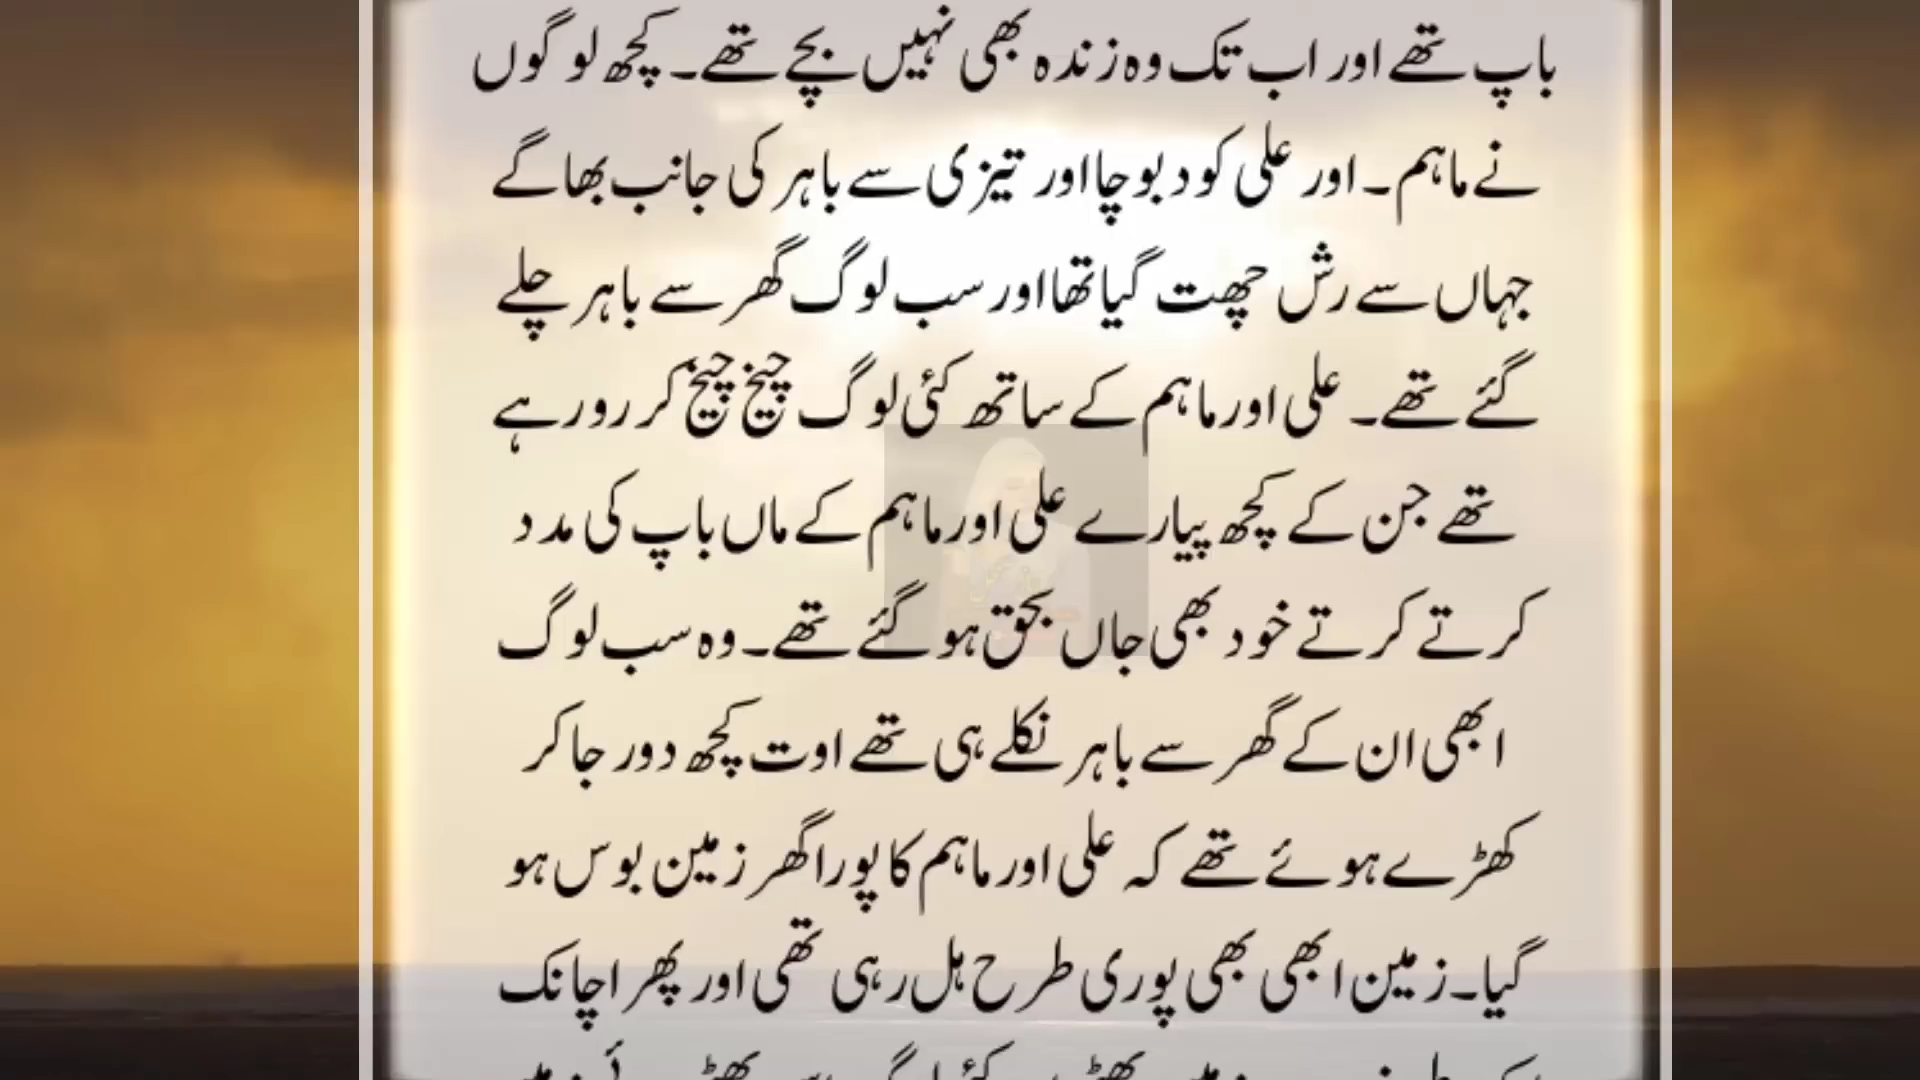 باپ تھے اور اب تک وہ زندہ بھی نہیں بچے تھے۔ کچھ لوگوں
نے ماہم۔ اور علی کو دبوچا اور تیزی سے باہر کی جانب بھاگے
جہاں سے رش چھت گیا تھا اور سب لوگ گھر سے باہر چلے
گئے تھے۔ علی اور ماہم کے ساتھ کئی لوگ چیخ چیخ کر رو رہے
تھے جن کے کچھ پیارے علی اور ماہم کے ماں باپ کی مدد
کرتے کرتے خود بھی جاں بحق ہو گئے تھے۔ وہ سب لوگ
ابھی ان کے گھر سے باہر نکلے ہی تھے اوت کچھ دور جا کر
کھڑے ہوئے تھے کہ علی اور ماہم کا پورا گھر زمین بوس ہو
گیا۔ زمین ابھی بھی پوری طرح ہل رہی تھی اور پھر اچانک